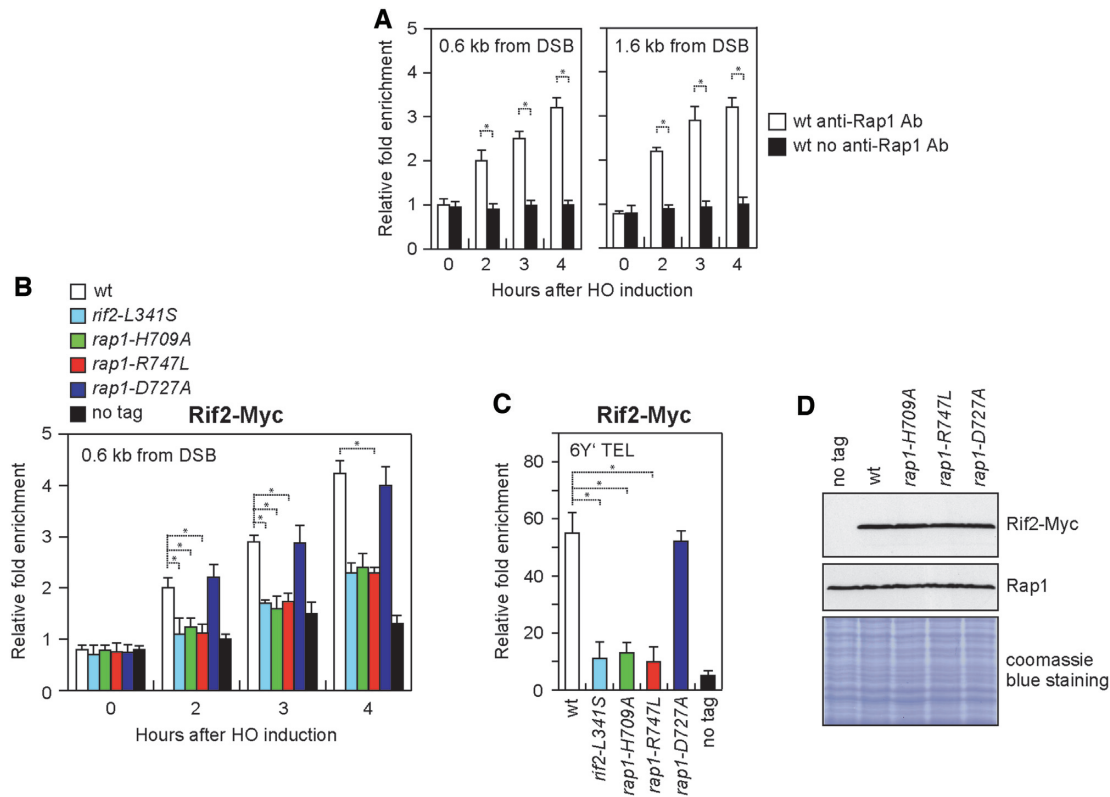 A
Relative fold enrichment
5
4
3
2
1
0
0.6 kb from DSB
* * *
0 2 3 4
1.6 kb from DSB
* * *
0 2 3 4
Hours after HO induction
wt anti-Rap1 Ab
wt no anti-Rap1 Ab
B
wt
rif2-L341S
rap1-H709A
rap1-R747L
rap1-D727A
no tag
Rif2-Myc
Relative fold enrichment
5
4
3
2
1
0
0.6 kb from DSB
* * *
* * *
*
0 2 3 4
Hours after HO induction
C
Rif2-Myc
Relative fold enrichment
80
60
40
20
0
6Y' TEL
*
*
*
wt
rif2-L341S
rap1-H709A
rap1-R747L
rap1-D727A
no tag
D
no tag
wt
rap1-H709A
rap1-R747L
rap1-D727A
Rif2-Myc
Rap1
coomassie
blue staining